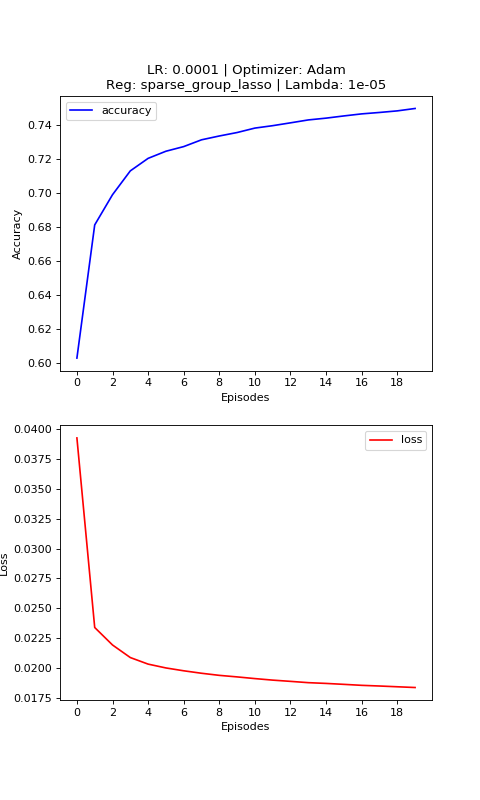 LR: 0.0001 | Optimizer: Adam
Reg: sparse_group_lasso | Lambda: 1e-05
accuracy
0.74
0.72
0.70
0.68
0.66
0.64
0.62
0.60
Accuracy
0 2 4 6 8 10 12 14 16 18
Episodes
loss
0.0400
0.0375
0.0350
0.0325
0.0300
0.0275
0.0250
0.0225
0.0200
0.0175
Loss
0 2 4 6 8 10 12 14 16 18
Episodes